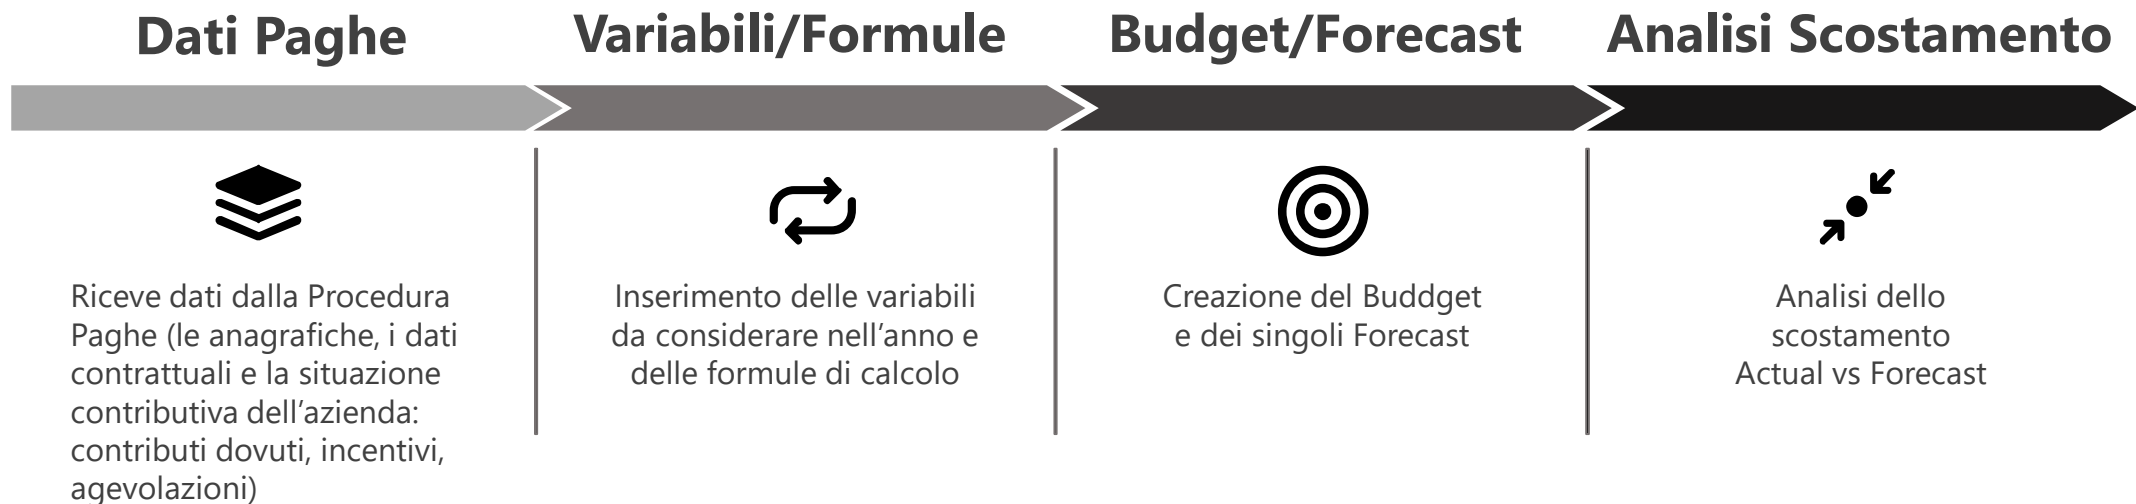 Dati Paghe
Variabili/Formule
Budget/Forecast
Analisi Scostamento
Riceve dati dalla Procedura
Paghe (le anagrafiche, i dati
contrattuali e la situazione
contributiva dell’azienda:
contributi dovuti, incentivi,
agevolazioni)
Inserimento delle variabili
da considerare nell’anno e
delle formule di calcolo
Creazione del Buddget
e dei singoli Forecast
Analisi dello
scostamento
Actual vs Forecast